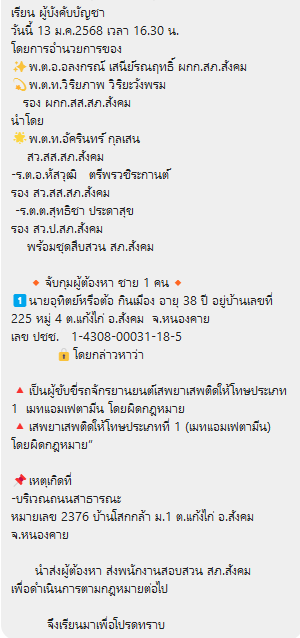 เรียน ผู้บังคับบัญชา
วันนี้ 13 ม.ค.2568 เวลา 16.30 น.
โดยการอำนวยการของ
✨พ.ต.อ.อลงกรณ์ เสนีย์รณฤทธิ์ ผกก.สภ.สังคม
💫พ.ต.ท.วิริยภาพ วิริยะวังพรม
รอง ผกก.สส.สภ.สังคม
นำโดย
🌟พ.ต.ท.อัครินทร์ กุลเสน
สว.สส.สภ.สังคม
-ร.ต.อ.หัสวุฒิ ตรีพรวชิระกานต์
รอง สว.สส.สภ.สังคม
-ร.ต.ต.สุทธิชา ประดาสุข
รอง สว.ป.สภ.สังคม
พร้อมชุดสืบสวน สภ.สังคม
🔸จับกุมผู้ต้องหา ชาย 1 คน🔸
1️⃣นายอุทิตย์หรือต้อ กินเมือง อายุ 38 ปี อยู่บ้านเลขที่
225 หมู่ 4 ต.แก้งไก่ อ.สังคม จ.หนองคาย
เลข ปชช. 1-4308-00031-18-5
🔒โดยกล่าวหาว่า
🔺เป็นผู้ขับขี่รถจักรยานยนต์เสพยาเสพติดให้โทษประเภท
1 เมทแอมเฟตามีน โดยผิดกฎหมาย
🔺เสพยาเสพติดให้โทษประเภทที่ 1 (เมทแอมเฟตามีน)
โดยผิดกฎหมาย“
📌เหตุเกิดที่
-บริเวณถนนสาธารณะ
หมายเลข 2376 บ้านโสกกล้า ม.1 ต.แก้งไก่ อ.สังคม
จ.หนองคาย
นำส่งผู้ต้องหา ส่งพนักงานสอบสวน สภ.สังคม
เพื่อดำเนินการตามกฎหมายต่อไป
จึงเรียนมาเพื่อโปรดทราบ